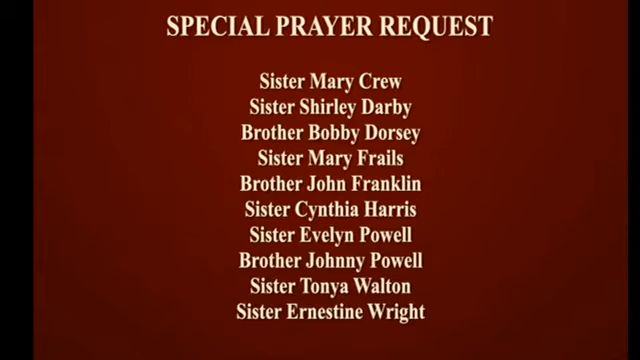 SPECIAL PRAYER REQUEST
Sister Mary Crew
Sister Shirley Darby
Brother Bobby Dorsey
Sister Mary Frails
Brother John Franklin
Sister Cynthia Harris
Sister Evelyn Powell
Brother Johnny Powell
Sister Tonya Walton
Sister Ernestine Wright